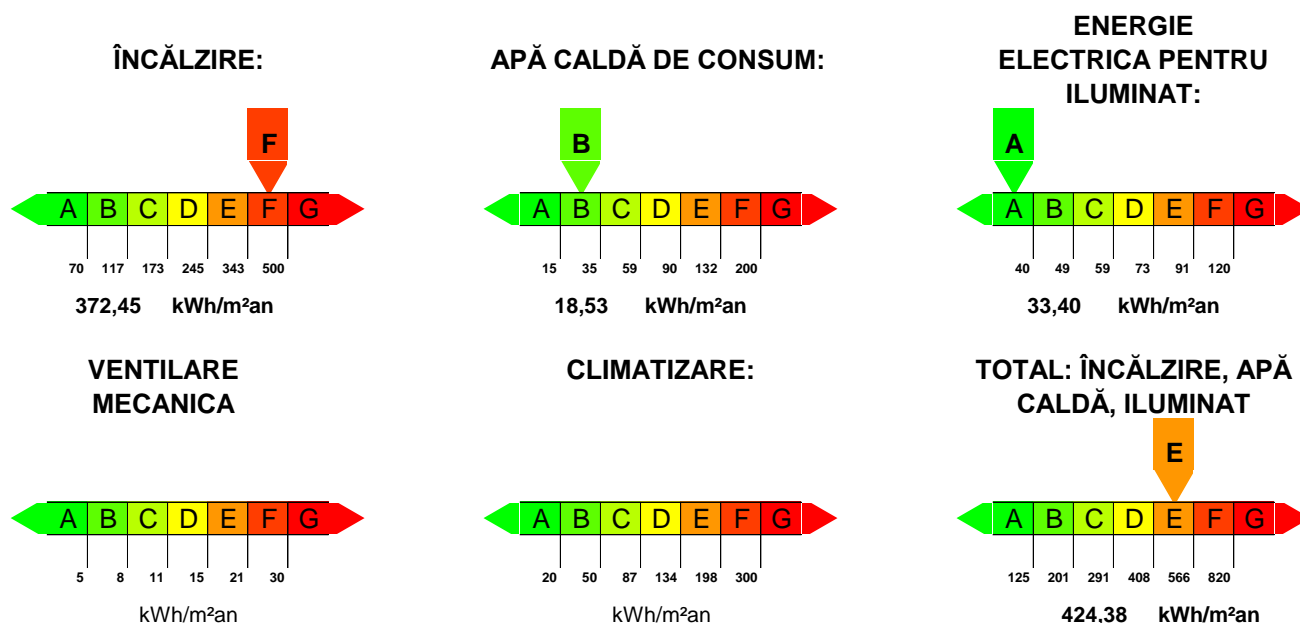 ÎNCĂLZIRE:
F
A B C D E F G
70 117 173 245 343 500
372,45 kWh/m²an
APĂ CALDĂ DE CONSUM:
B
A B C D E F G
15 35 59 90 132 200
18,53 kWh/m²an
ENERGIE
ELECTRICA PENTRU
ILUMINAT:
A
A B C D E F G
40 49 59 73 91 120
33,40 kWh/m²an
VENTILARE
MECANICA
A B C D E F G
5 8 11 15 21 30
kWh/m²an
CLIMATIZARE:
A B C D E F G
20 50 87 134 198 300
kWh/m²an
TOTAL: ÎNCĂLZIRE, APĂ
CALDĂ, ILUMINAT
E
A B C D E F G
125 201 291 408 566 820
424,38 kWh/m²an